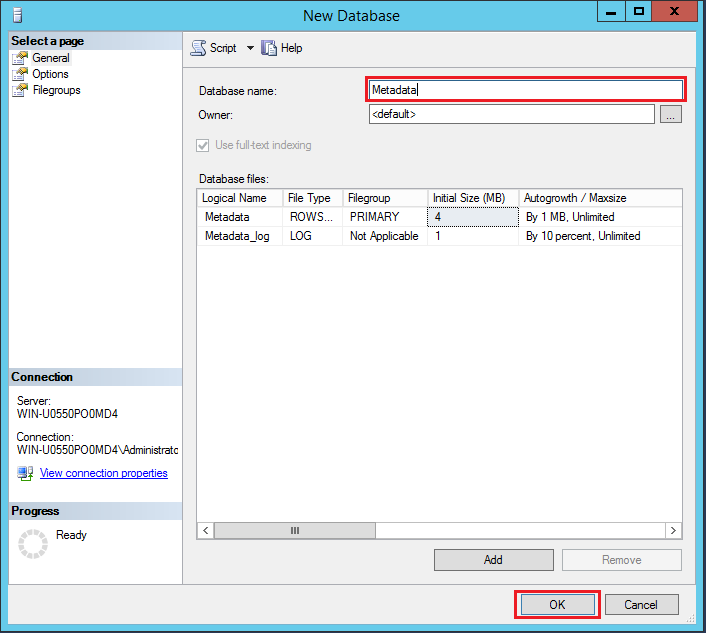 New Database
Select a page
General
Options
Filegroups
Script
Help
Database name:
Metadata
Owner:
<default>
...
Use full-text indexing
Database files:
Logical Name File Type Filegroup Initial Size (MB) Autogrowth / Maxsize
Metadata ROWS... PRIMARY 4 By 1 MB, Unlimited
Metadata_log LOG Not Applicable 1 By 10 percent, Unlimited
Connection
Server:
WIN-U0550PO0MD4
Connection:
WIN-U0550PO0MD4\Administrato
View connection properties
Progress
Ready
Add
Remove
OK
Cancel